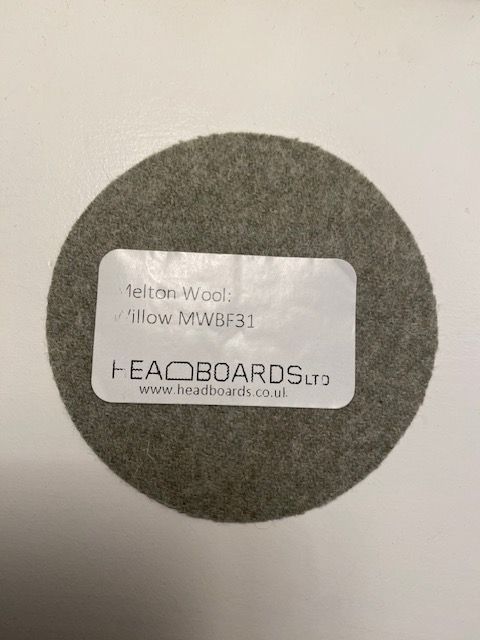 Melton Wool:
Willow MWBF31
HEADBOARDS LTD
www.headboards.co.uk